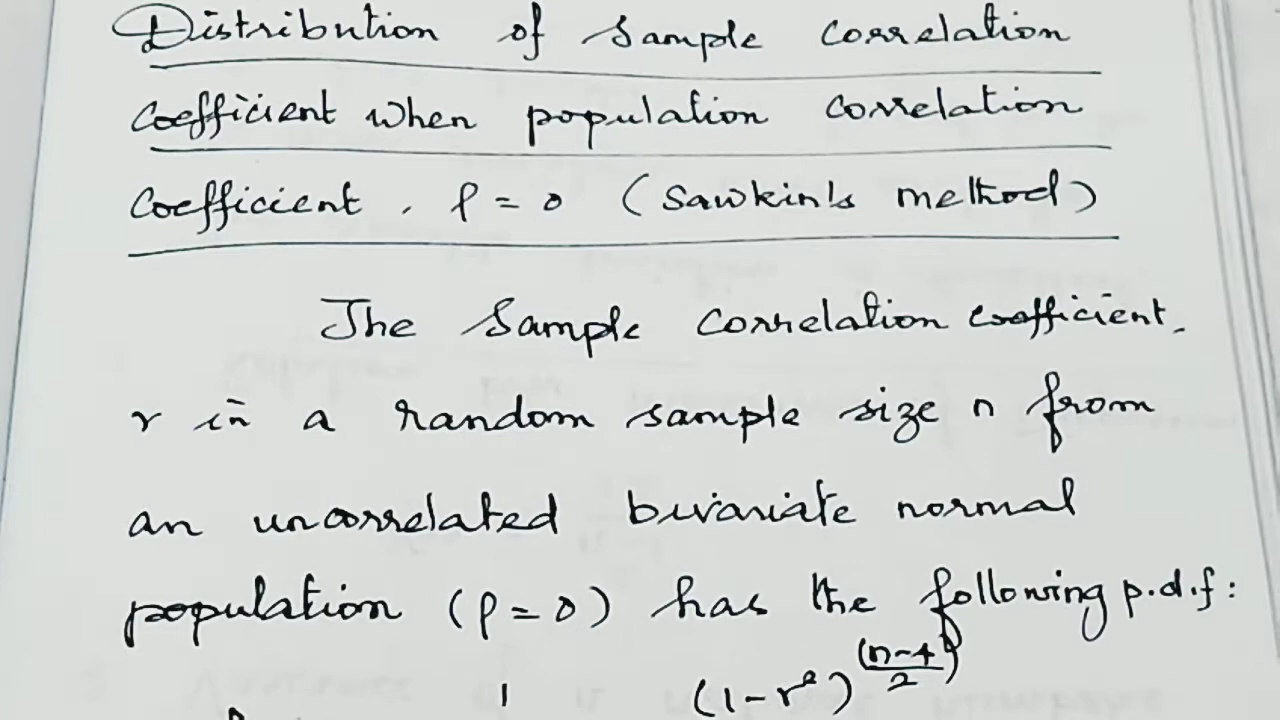 Distribution of Sample correlation
Coefficient when population correlation
Coefficient, ρ = 0 (Sawkin's method)
The Sample correlation coefficient,
r in a random sample size n from
an uncorrelated bivariate normal
population (ρ = 0) has the following p.d.f:
1 (1-r²)^((n-4)/2)